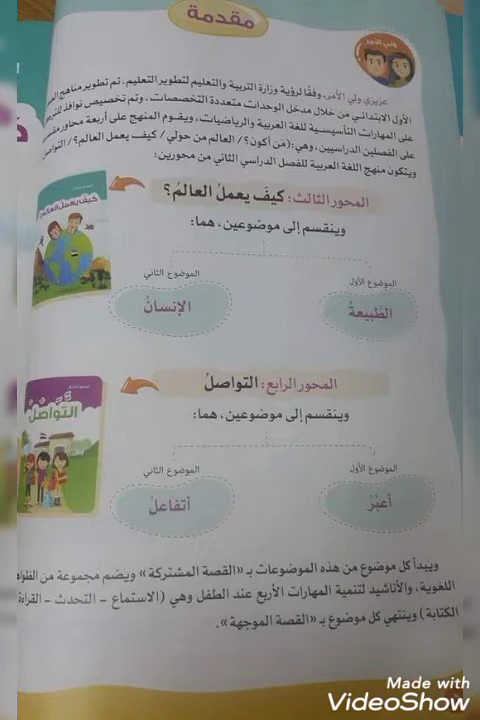 مقدمة
ولي الأمر
عزيزي ولي الأمر، وفقًا لرؤية وزارة التربية والتعليم لتطوير التعليم، تم تطوير مناهج
الأول الابتدائي من خلال مدخل الوحدات متعددة التخصصات، وتم تخصيص نوافذ
على المهارات التأسيسية للغة العربية والرياضيات، ويقوم المنهج على أربعة محاور
على الفصلين الدراسيين، وهي: (مَن أكون؟/ العالم من حولي/ كيف يعمل العالم؟/ التواصل
ويتكون منهج اللغة العربية للفصل الدراسي الثاني من محورين:
المحور الثالث: كيفَ يعملُ العالمُ؟
كيفَ يعملُ العالمُ
وينقسم إلى موضوعين، هما:
الموضوع الأول
الموضوع الثاني
الطَّبيعةُ
الإنسانُ
المحور الرابع: التواصلُ
التواصلُ
وينقسم إلى موضوعين، هما:
الموضوع الأول
الموضوع الثاني
أعبّرُ
أتفاعلُ
ويبدأ كل موضوع من هذه الموضوعات بـ «القصة المشتركة» ويضم مجموعة من
اللغوية، والأناشيد لتنمية المهارات الأربع عند الطفل وهي (الاستماع – التحدث – القراءة
الكتابة) وينتهي كل موضوع بـ «القصة الموجهة».
Made with
VideoShow